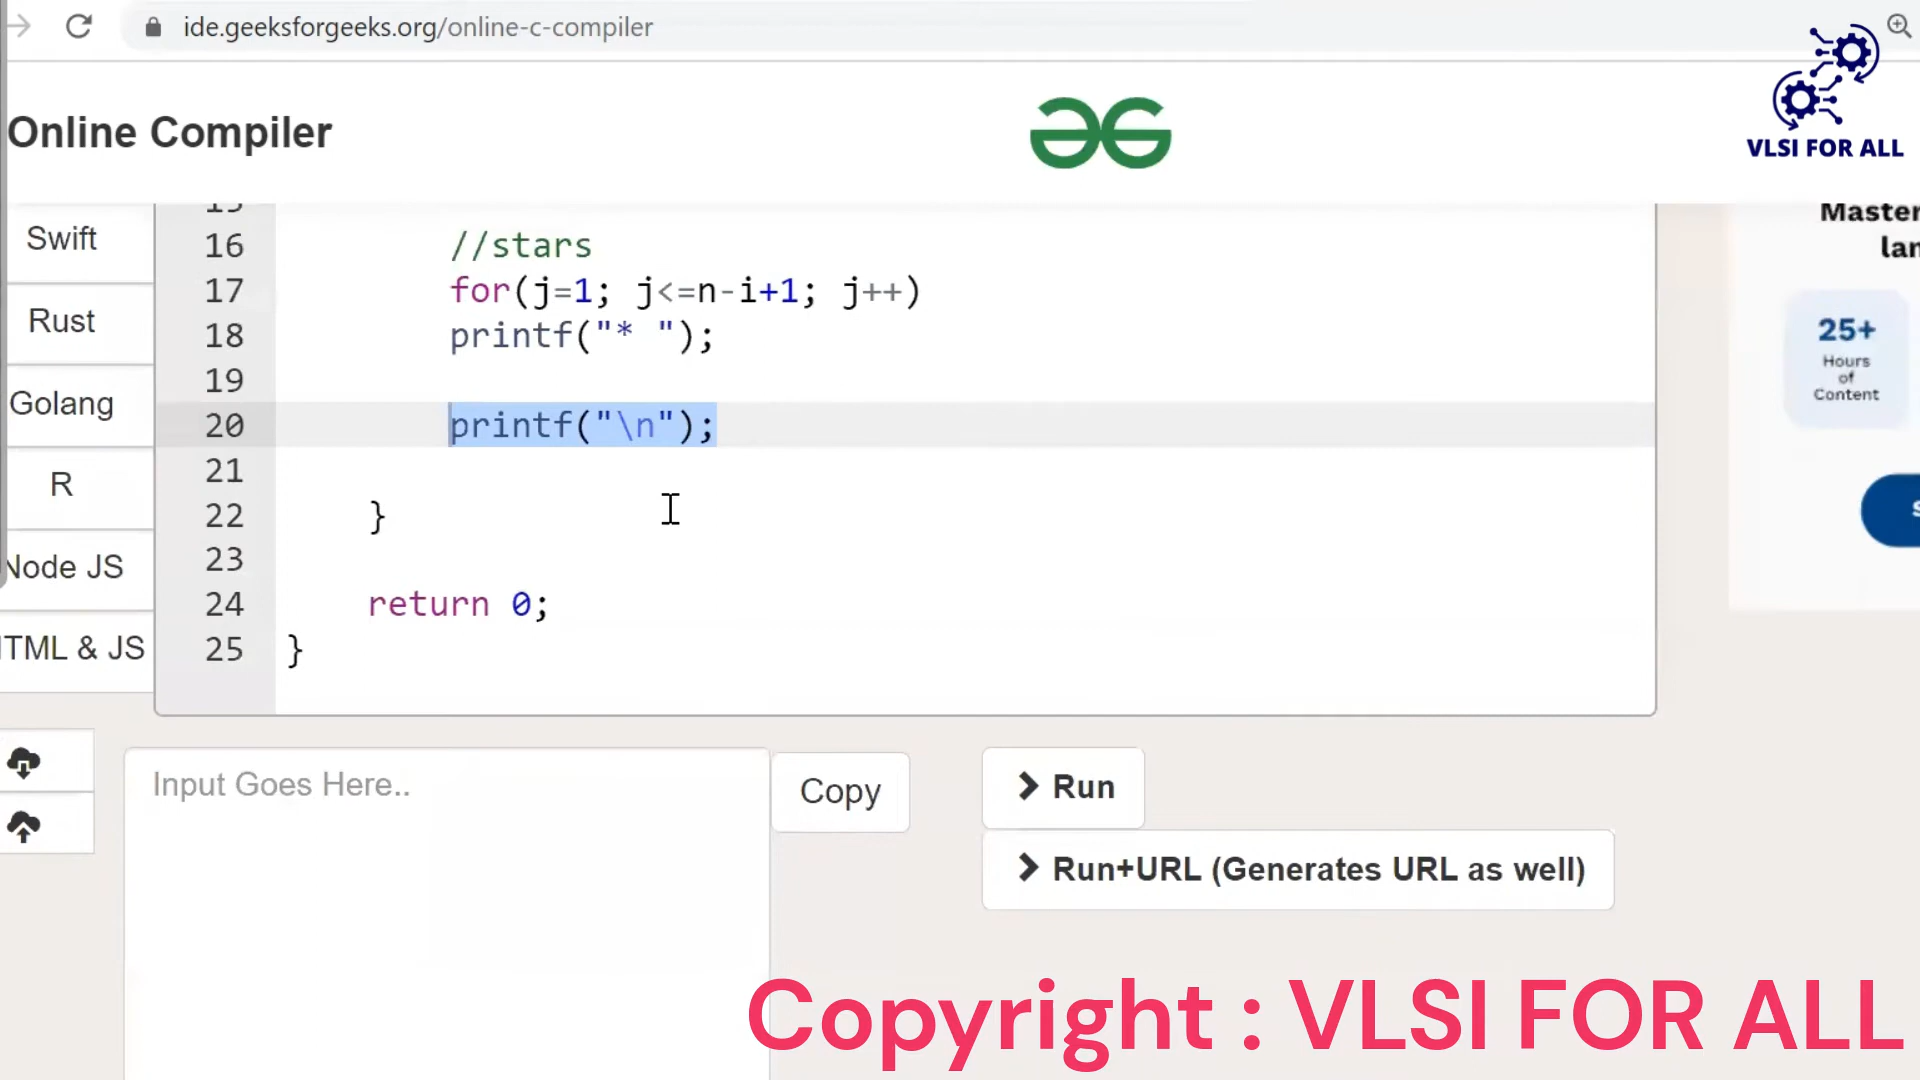 ide.geeksforgeeks.org/online-c-compiler
VLSI FOR ALL
Online Compiler
Swift
Rust
Golang
R
Node JS
TML & JS
15
16 //stars
17 for(j=1; j<=n-i+1; j++)
18 printf("* ");
19
20 printf("\n");
21
22 }
23
24 return 0;
25 }
Master
lan
25+
Hours
of
Content
S
Input Goes Here..
Copy
Run
Run+URL (Generates URL as well)
Copyright : VLSI FOR ALL